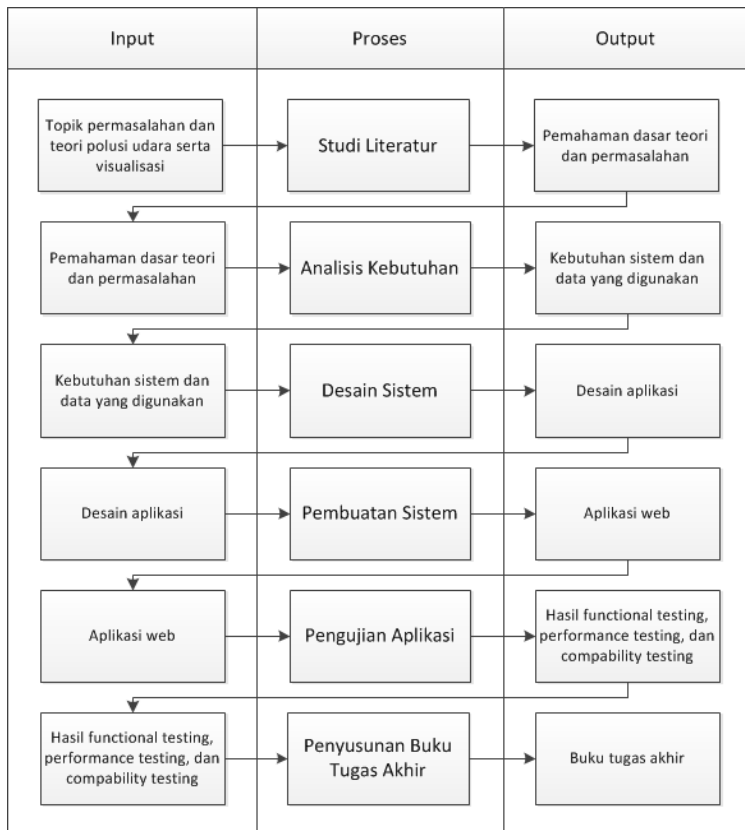 Input
Proses
Output
Topik permasalahan dan
teori polusi udara serta
visualisasi
Studi Literatur
Pemahaman dasar teori
dan permasalahan
Pemahaman dasar teori
dan permasalahan
Analisis Kebutuhan
Kebutuhan sistem dan
data yang digunakan
Kebutuhan sistem dan
data yang digunakan
Desain Sistem
Desain aplikasi
Desain aplikasi
Pembuatan Sistem
Aplikasi web
Aplikasi web
Pengujian Aplikasi
Hasil functional testing,
performance testing, dan
compability testing
Hasil functional testing,
performance testing, dan
compability testing
Penyusunan Buku
Tugas Akhir
Buku tugas akhir